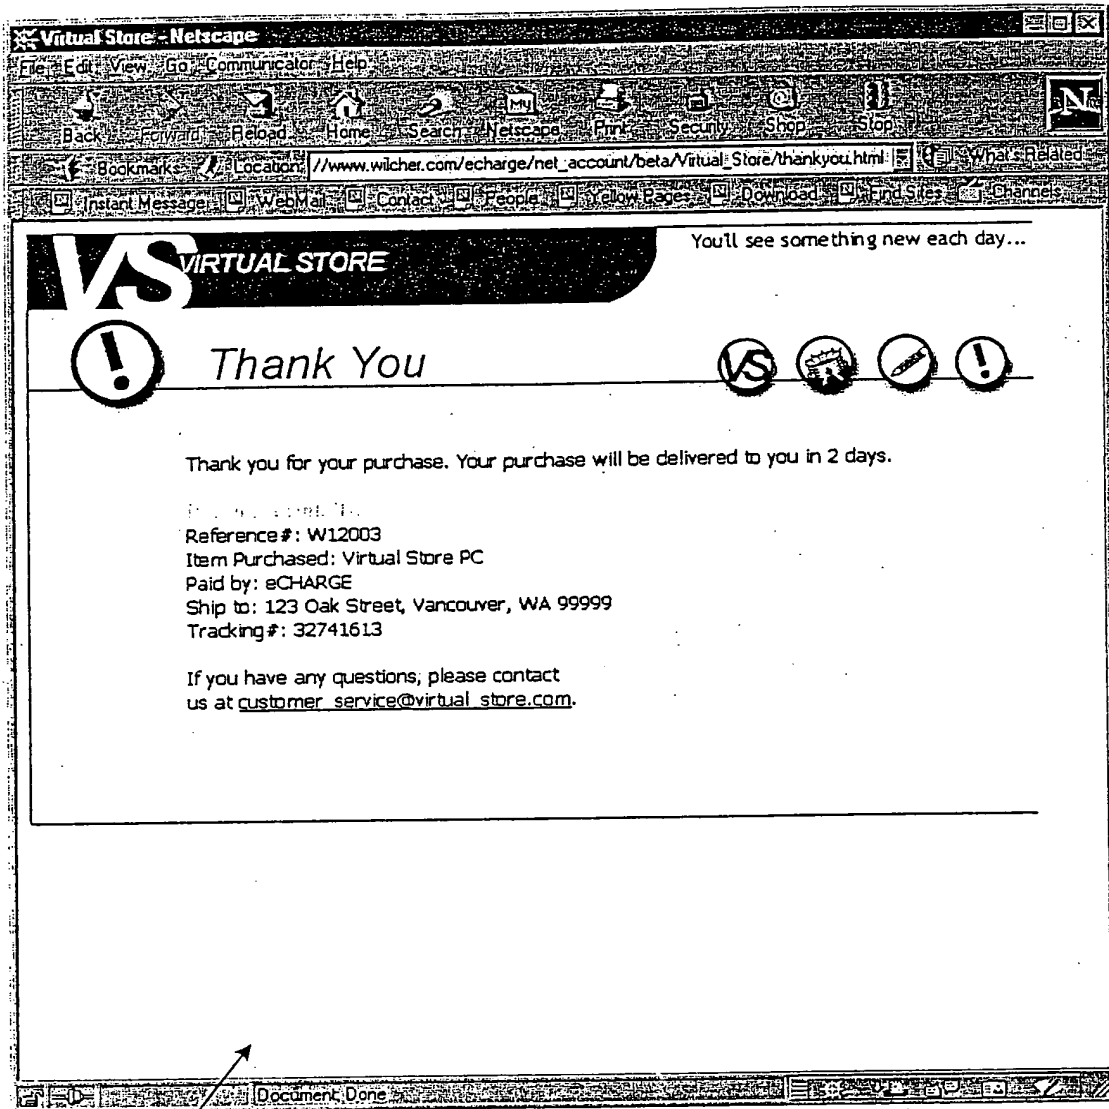 Virtual Store - Netscape
File Edit View Go Communicator Help
Back Forward Reload Home Search Netscape Print Security Shop Stop
My
N
Bookmarks Location: //www.wilcher.com/echarge/net_account/beta/Virtual_Store/thankyou.html What's Related
Instant Message WebMail Contact People Yellow Pages Download Find Sites Channels
You'll see something new each day...
VS VIRTUAL STORE
! Thank You VS !
Thank you for your purchase. Your purchase will be delivered to you in 2 days.
Reference#: W12003
Item Purchased: Virtual Store PC
Paid by: eCHARGE
Ship to: 123 Oak Street, Vancouver, WA 99999
Tracking#: 32741613
If you have any questions, please contact
us at customer_service@virtual_store.com.
Document: Done